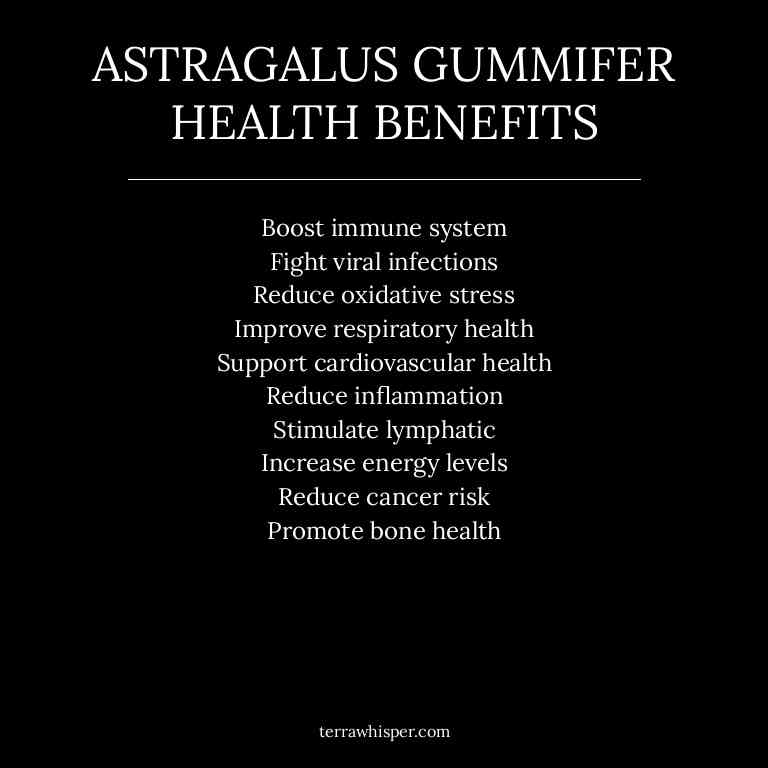 ASTRAGALUS GUMMIFER
HEALTH BENEFITS
Boost immune system
Fight viral infections
Reduce oxidative stress
Improve respiratory health
Support cardiovascular health
Reduce inflammation
Stimulate lymphatic
Increase energy levels
Reduce cancer risk
Promote bone health
terrawhisper.com